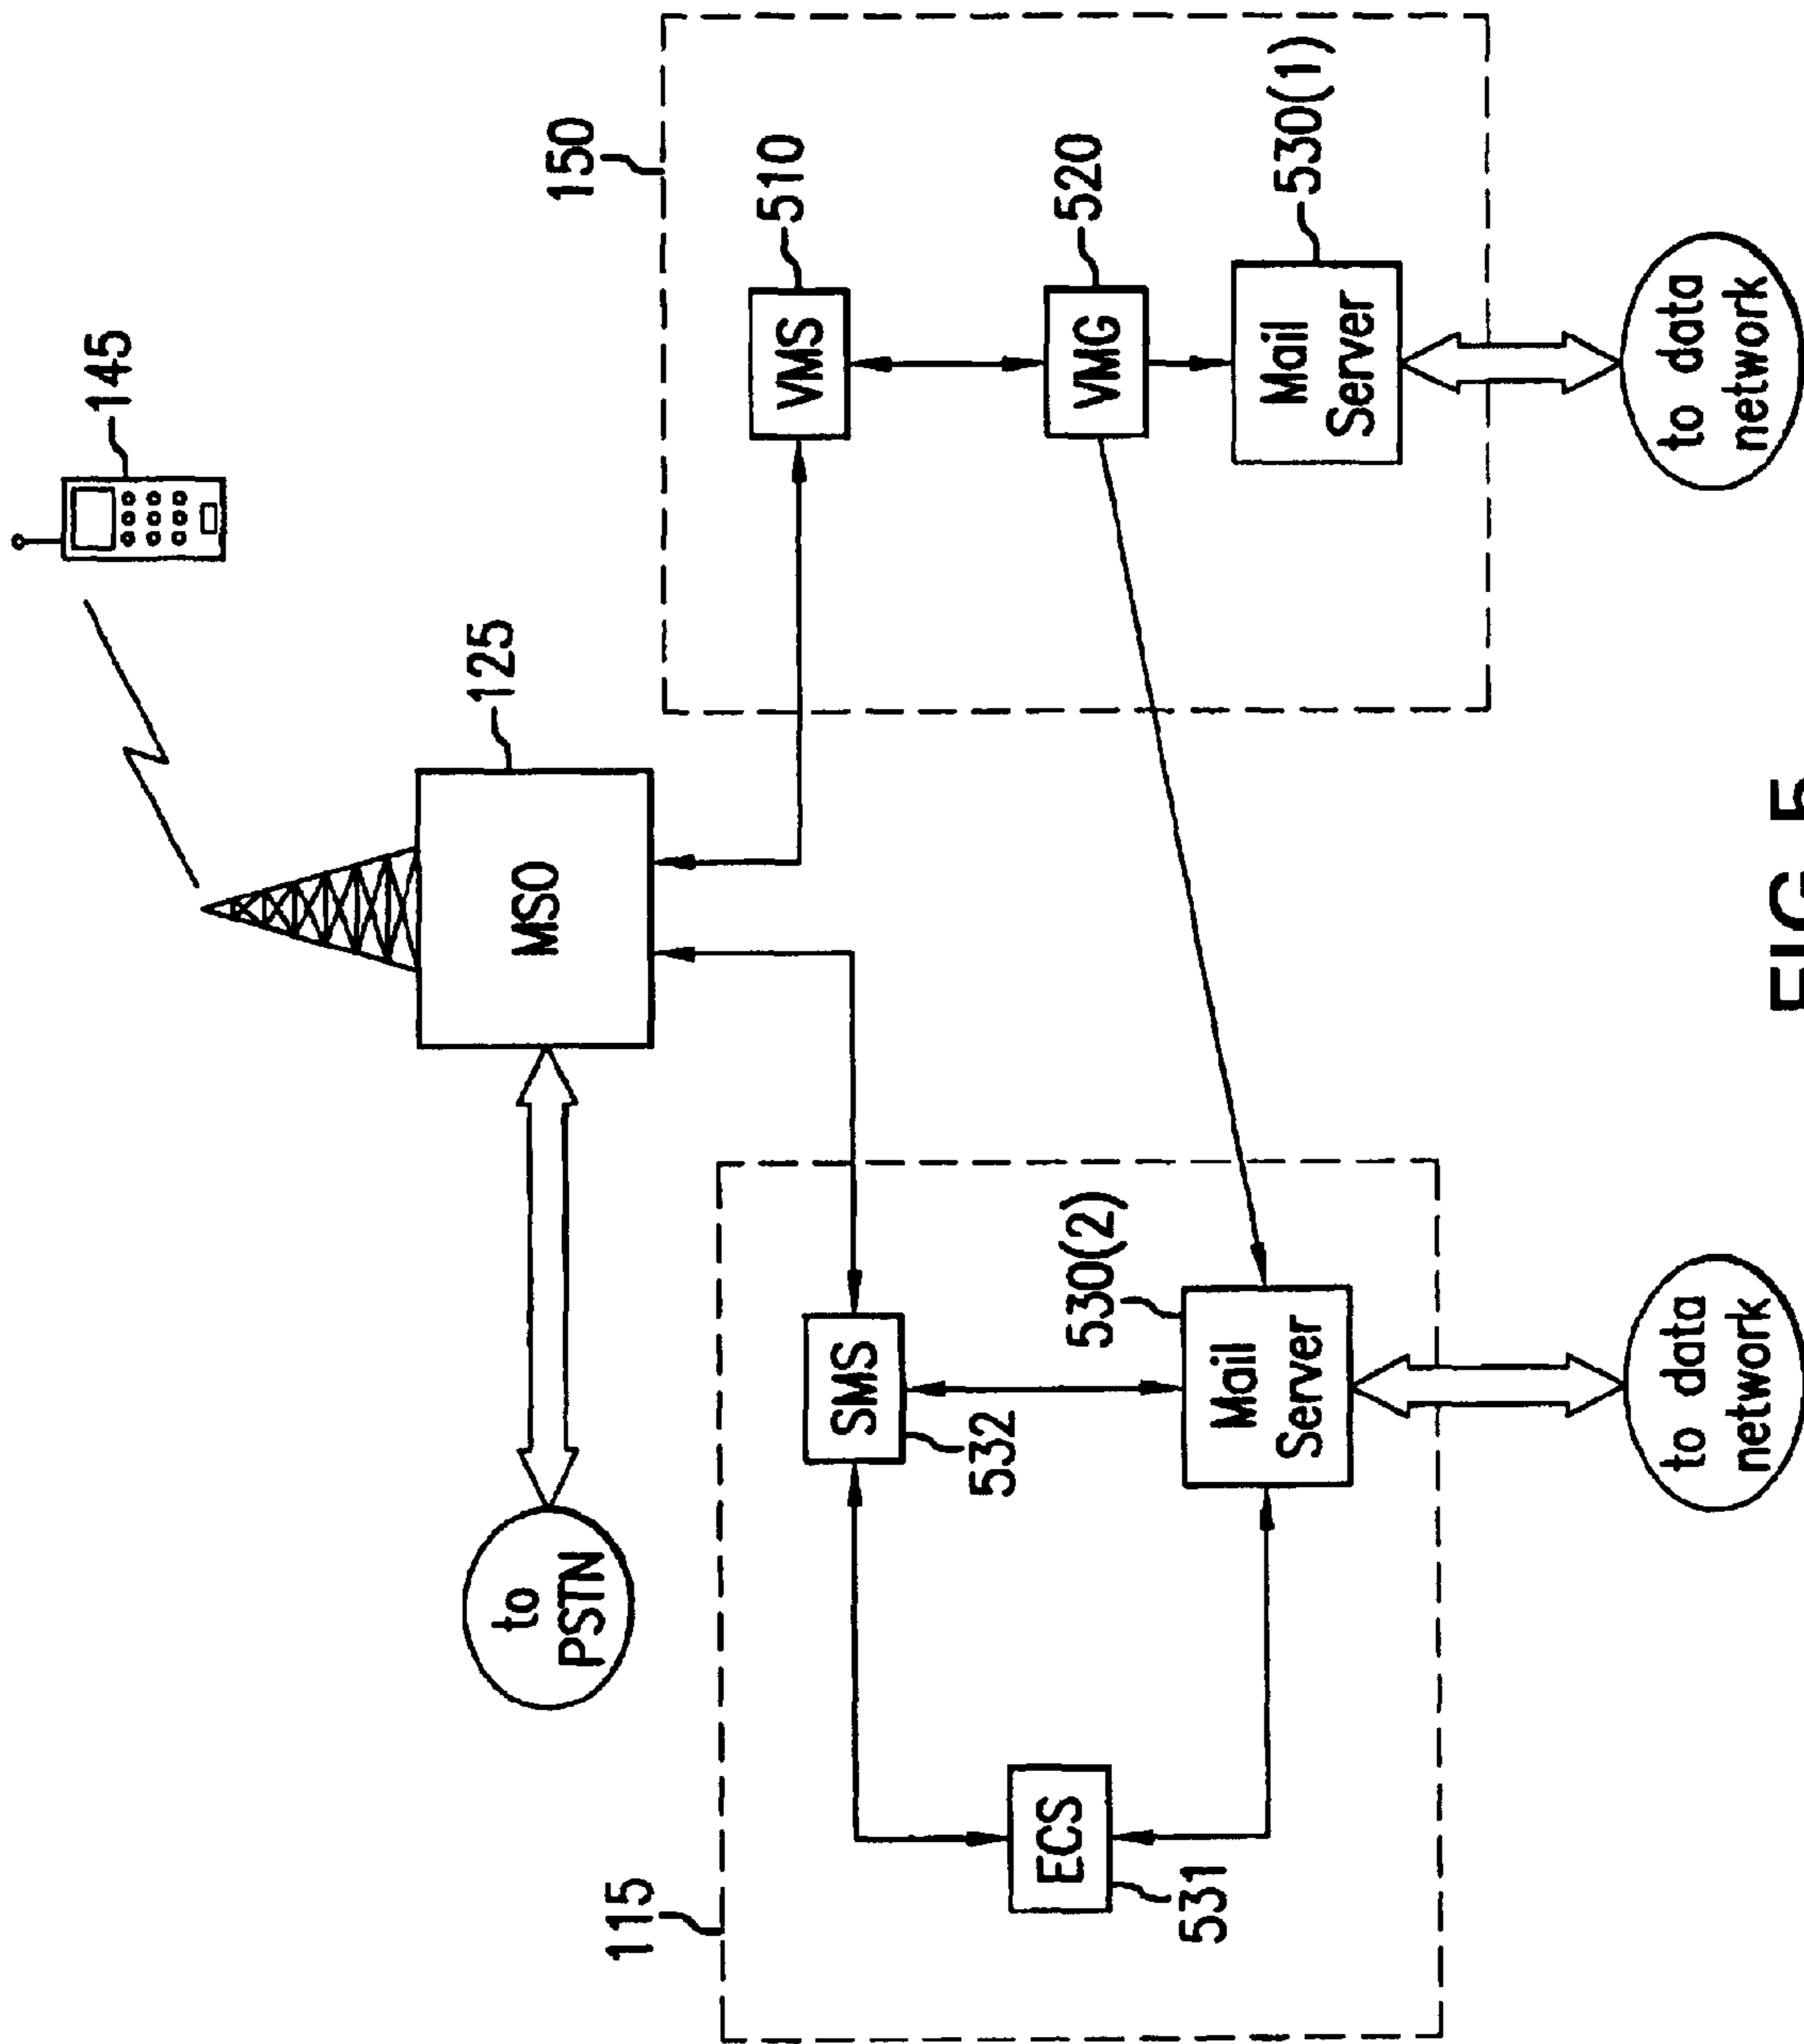 145
125
MSO
to
PSTN
150
VMS
510
VMG
520
Mail
Server
530(1)
to data
network
115
SMS
532
530(2)
Mail
Server
ECS
531
to data
network
FIG. 5